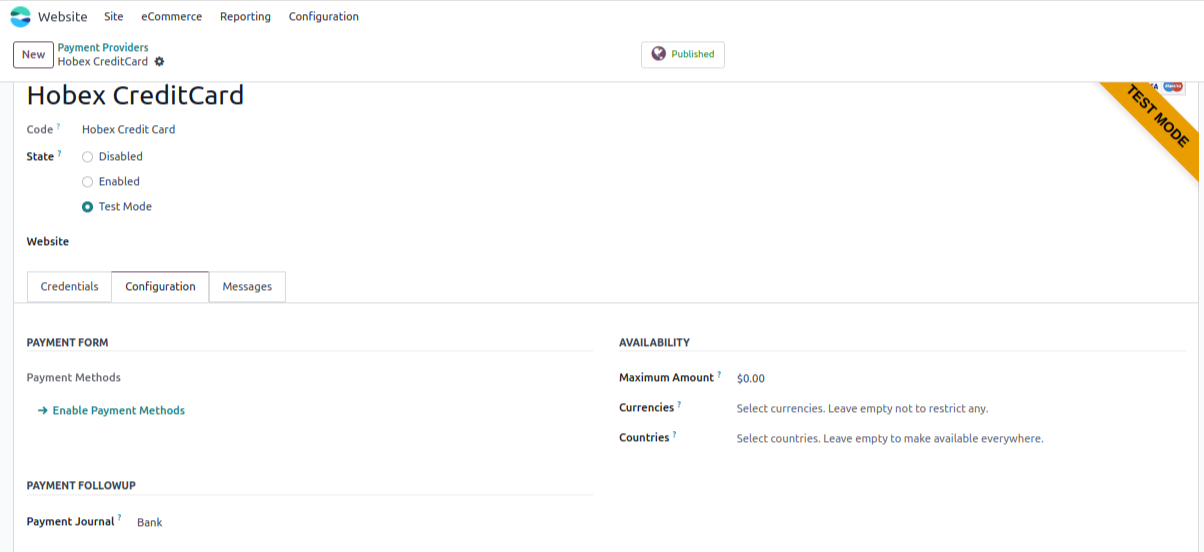 Website Site eCommerce Reporting Configuration
New Payment Providers
Hobex CreditCard
Published
Hobex CreditCard
TEST MODE
Code ? Hobex Credit Card
State ? Disabled
Enabled
Test Mode
Website
Credentials Configuration Messages
PAYMENT FORM
Payment Methods
→ Enable Payment Methods
AVAILABILITY
Maximum Amount ? $0.00
Currencies ? Select currencies. Leave empty not to restrict any.
Countries ? Select countries. Leave empty to make available everywhere.
PAYMENT FOLLOWUP
Payment Journal ? Bank